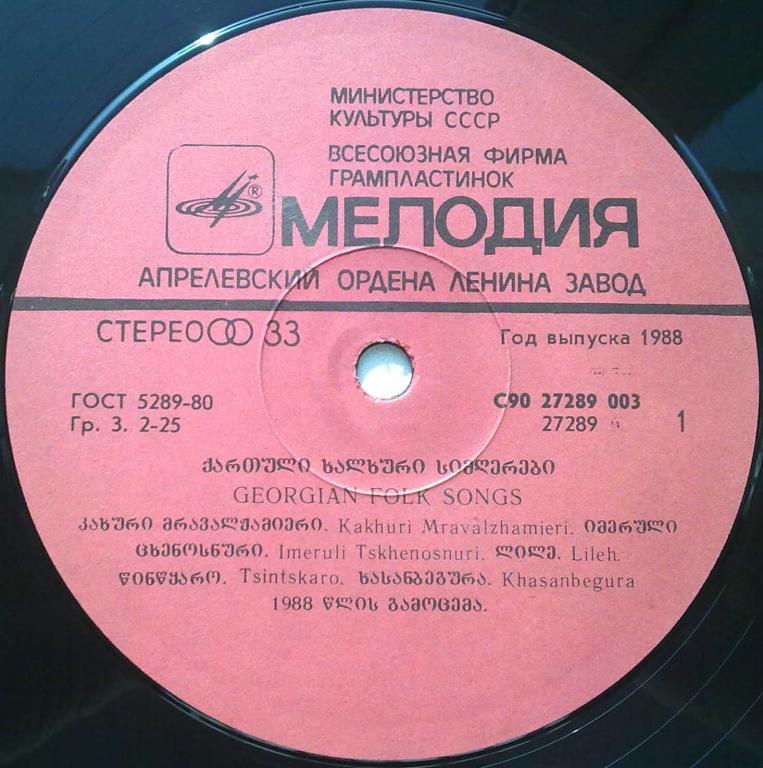 МИНИСТЕРСТВО
КУЛЬТУРЫ СССР
ВСЕСОЮЗНАЯ ФИРМА
ГРАМПЛАСТИНОК
®
МЕЛОДИЯ
АПРЕЛЕВСКИЙ ОРДЕНА ЛЕНИНА ЗАВОД
СТЕРЕО 33
Год выпуска 1988
ГОСТ 5289-80
Гр. 3. 2-25
С90 27289 003
27289
1
ქართული ხალხური სიმღერები
GEORGIAN FOLK SONGS
კახური მრავალჟამიერი. Kakhuri Mravalzhamieri. იმერული
ცხენოსნური. Imeruli Tskhenosnuri. ლილე. Lileh.
წინწყარო. Tsintskaro. ხასანბეგურა. Khasanbegura
1988 წლის გამოცემა.